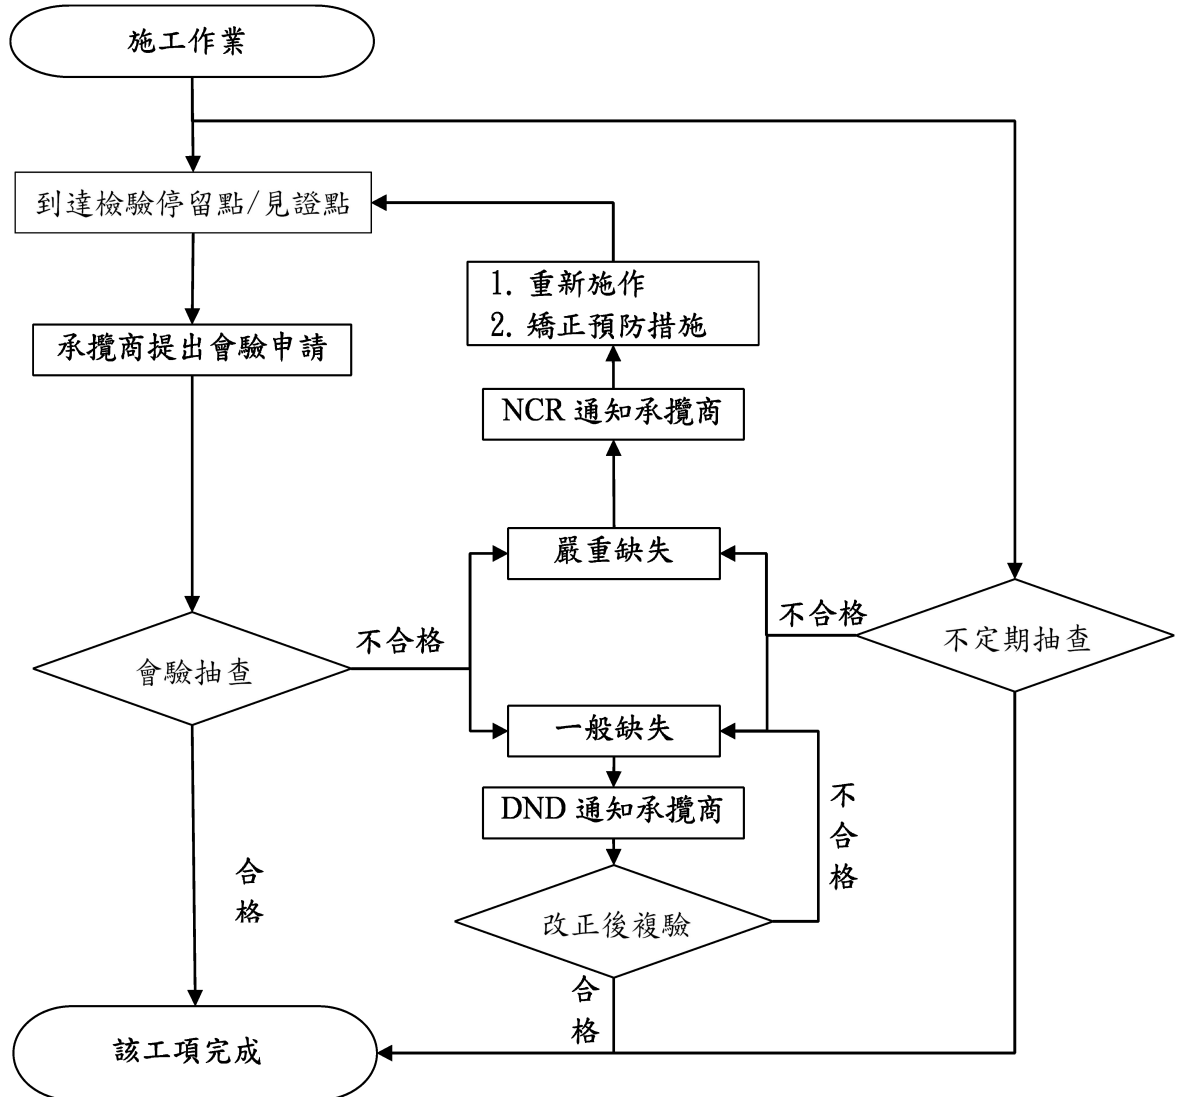 施工作業
到達檢驗停留點/見證點
1. 重新施作
2. 矯正預防措施
承攬商提出會驗申請
NCR 通知承攬商
嚴重缺失
不合格
不合格
會驗抽查
不定期抽查
一般缺失
DND 通知承攬商
不合格
合格
改正後複驗
合格
該工項完成